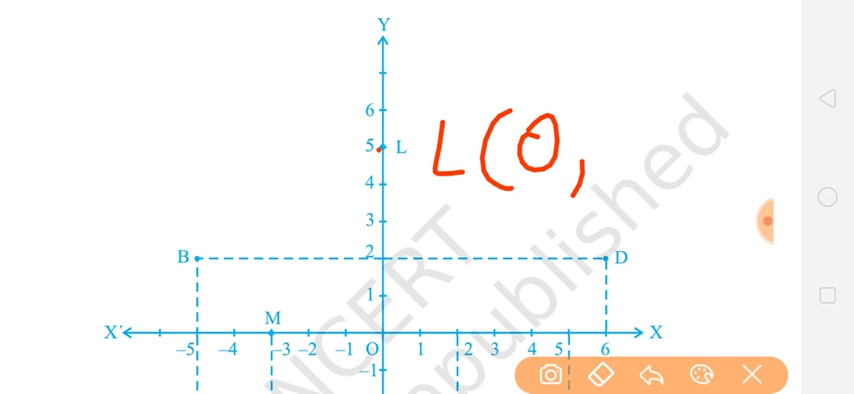 Y
6
5 L L(0,
4
3
B 2 D
1
M
X′ X
–5 –4 –3 –2 –1 O 1 2 3 4 5 6
–1
NCERT
republished